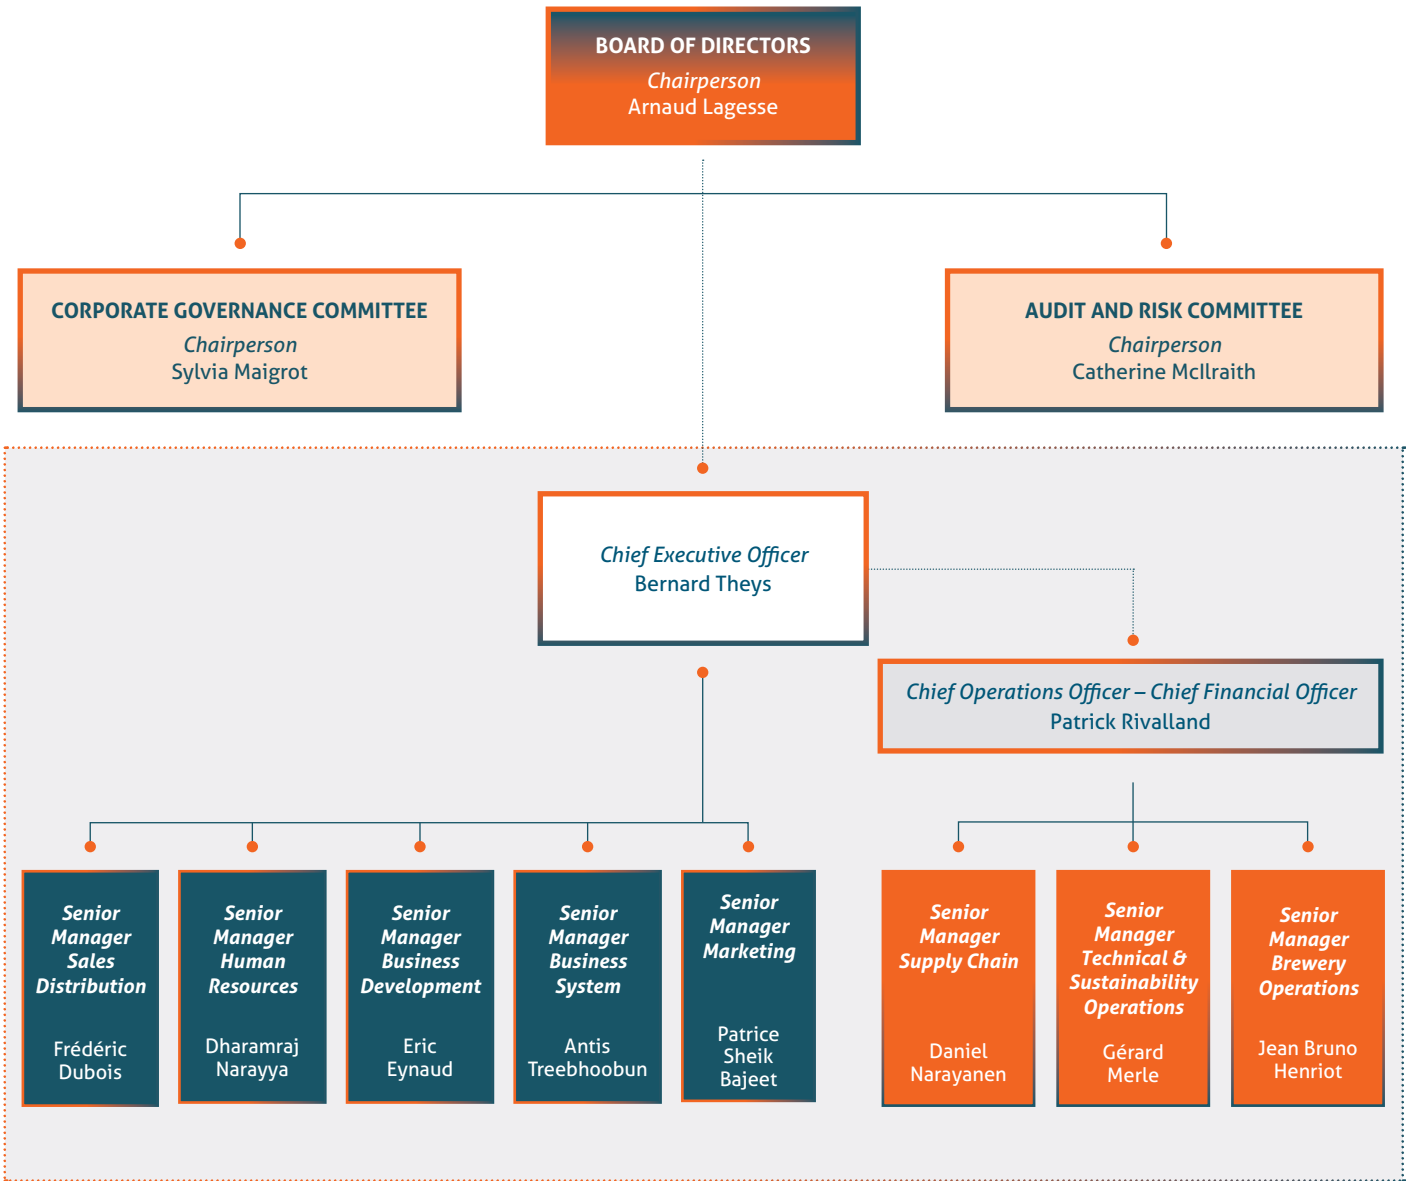 BOARD OF DIRECTORS
Chairperson
Arnaud Lagesse
CORPORATE GOVERNANCE COMMITTEE
Chairperson
Sylvia Maigrot
AUDIT AND RISK COMMITTEE
Chairperson
Catherine McIlraith
Chief Executive Officer
Bernard Theys
Chief Operations Officer – Chief Financial Officer
Patrick Rivalland
Senior
Manager
Sales
Distribution
Frédéric
Dubois
Senior
Manager
Human
Resources
Dharamraj
Narayya
Senior
Manager
Business
Development
Eric
Eynaud
Senior
Manager
Business
System
Antis
Treebhoobun
Senior
Manager
Marketing
Patrice
Sheik
Bajeet
Senior
Manager
Supply Chain
Daniel
Narayanen
Senior
Manager
Technical &
Sustainability
Operations
Gérard
Merle
Senior
Manager
Brewery
Operations
Jean Bruno
Henriot